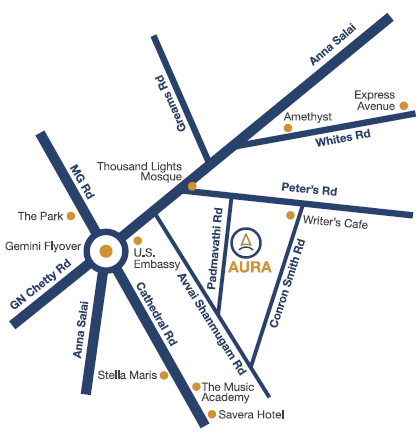 Anna Salai
Greams Rd
Express
Avenue
Amethyst
Whites Rd
Thousand Lights
Mosque
MG Rd
Peter's Rd
The Park
Padmavathi Rd
Writer's Cafe
Gemini Flyover
U.S.
Embassy
AURA
GN Chetty Rd
Avvai Shanmugam Rd
Conron Smith Rd
Anna Salai
Cathedral Rd
Stella Maris
The Music
Academy
Savera Hotel